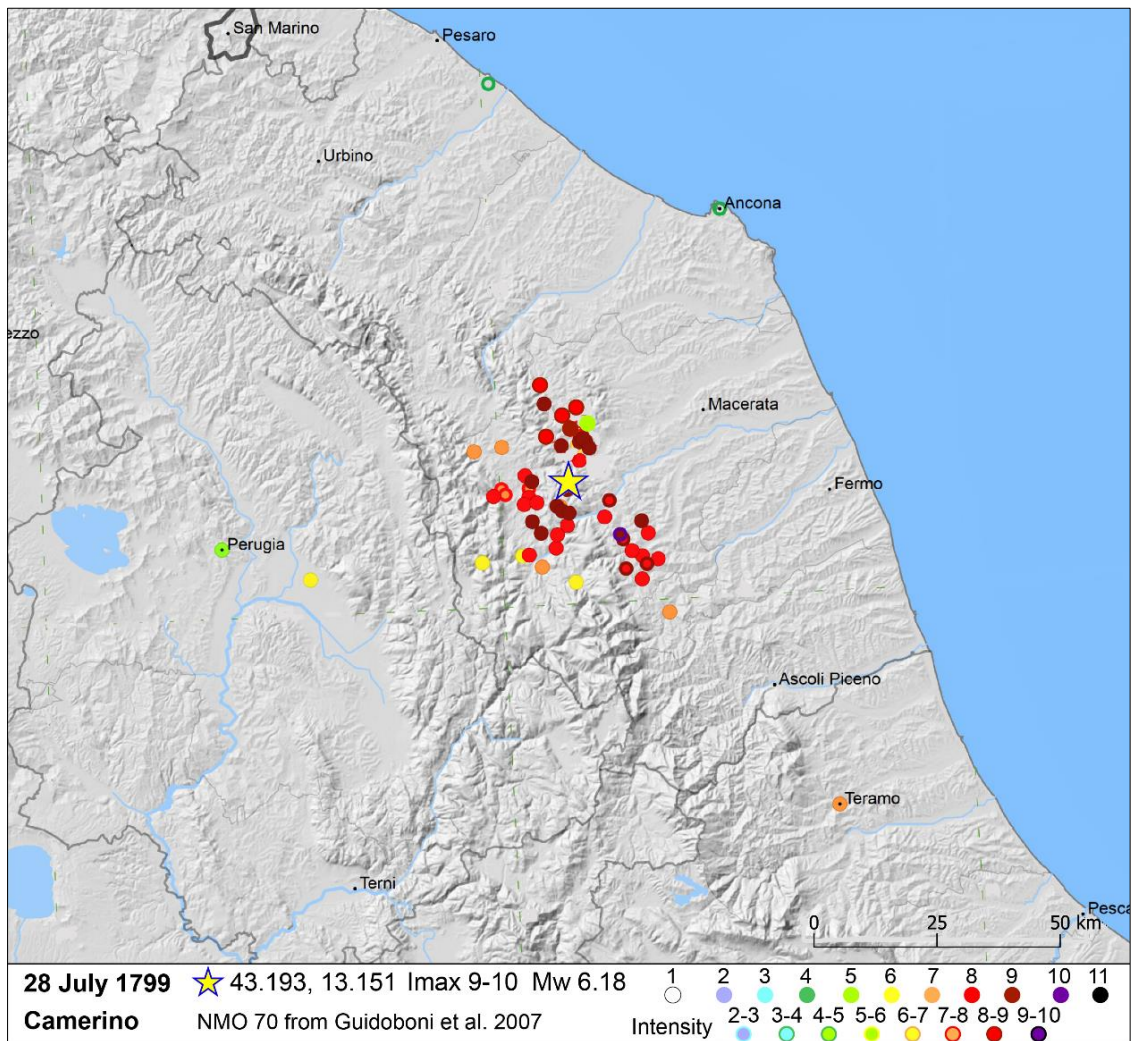 San Marino
Pesaro
Urbino
Ancona
ezzo
Macerata
Fermo
Perugia
Ascoli Piceno
Teramo
Terni
Pesca
0 25 50 km
28 July 1799 43.193, 13.151 Imax 9-10 Mw 6.18
Camerino NMO 70 from Guidoboni et al. 2007
1 2 3 4 5 6 7 8 9 10 11
2-3 3-4 4-5 5-6 6-7 7-8 8-9 9-10
Intensity